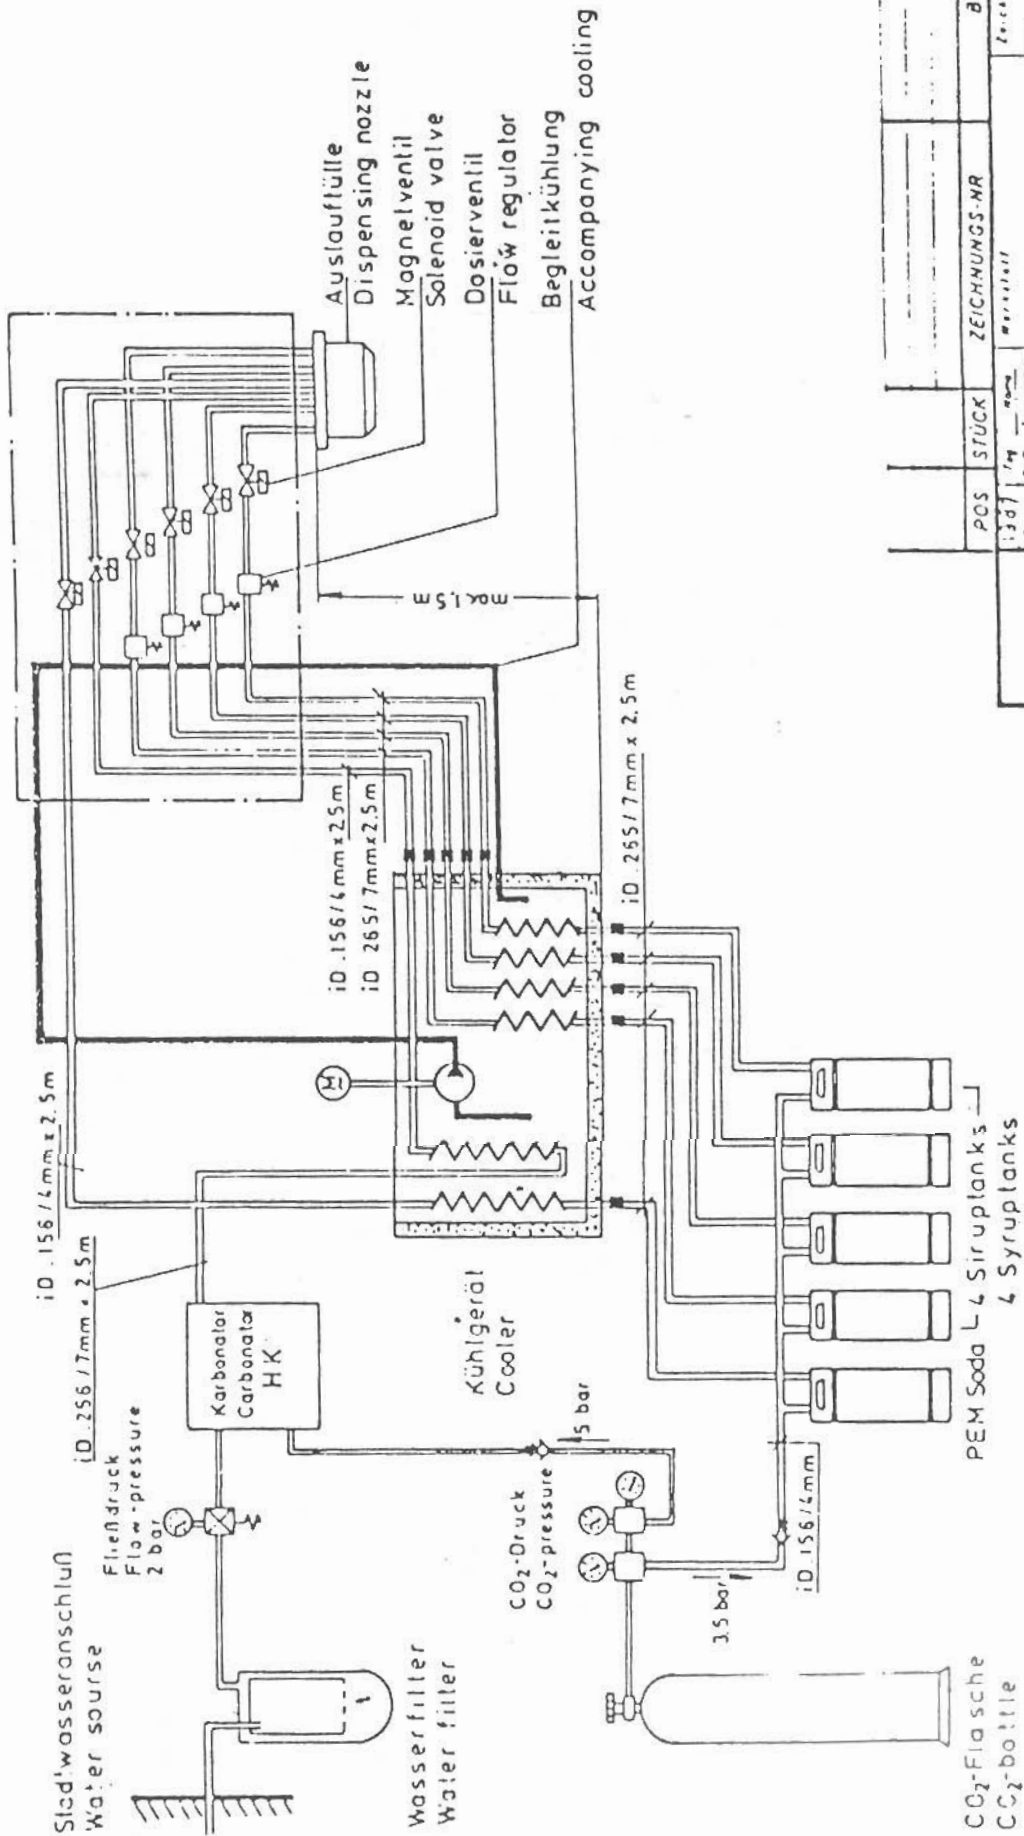 Stadtwasseranschluß
Water sourse
Fließdruck
Flow-pressure
2 bar
iD.256/7mm x 2.5m
iD.156/4mm x 2.5m
Wasserfilter
Water filter
Karbonator
Carbonator
HK
Kühlgerät
Cooler
M
CO₂-Druck
CO₂-pressure
5 bar
3.5 bar
iD.156/4mm
CO₂-Flasche
CO₂-bottle
PEM Soda
4 Siruptanks
4 Syruptanks
iD.156/4mm x 2.5m
iD 265/7mm x 2.5m
iD.265/7mm x 2.5m
max 1,5 m
Auslauftülle
Dispensing nozzle
Magnetventil
Solenoid valve
Dosierventil
Flow regulator
Begleitkühlung
Accompanying cooling
POS
STÜCK
ZEICHNUNGS-NR
B
Tag
Name